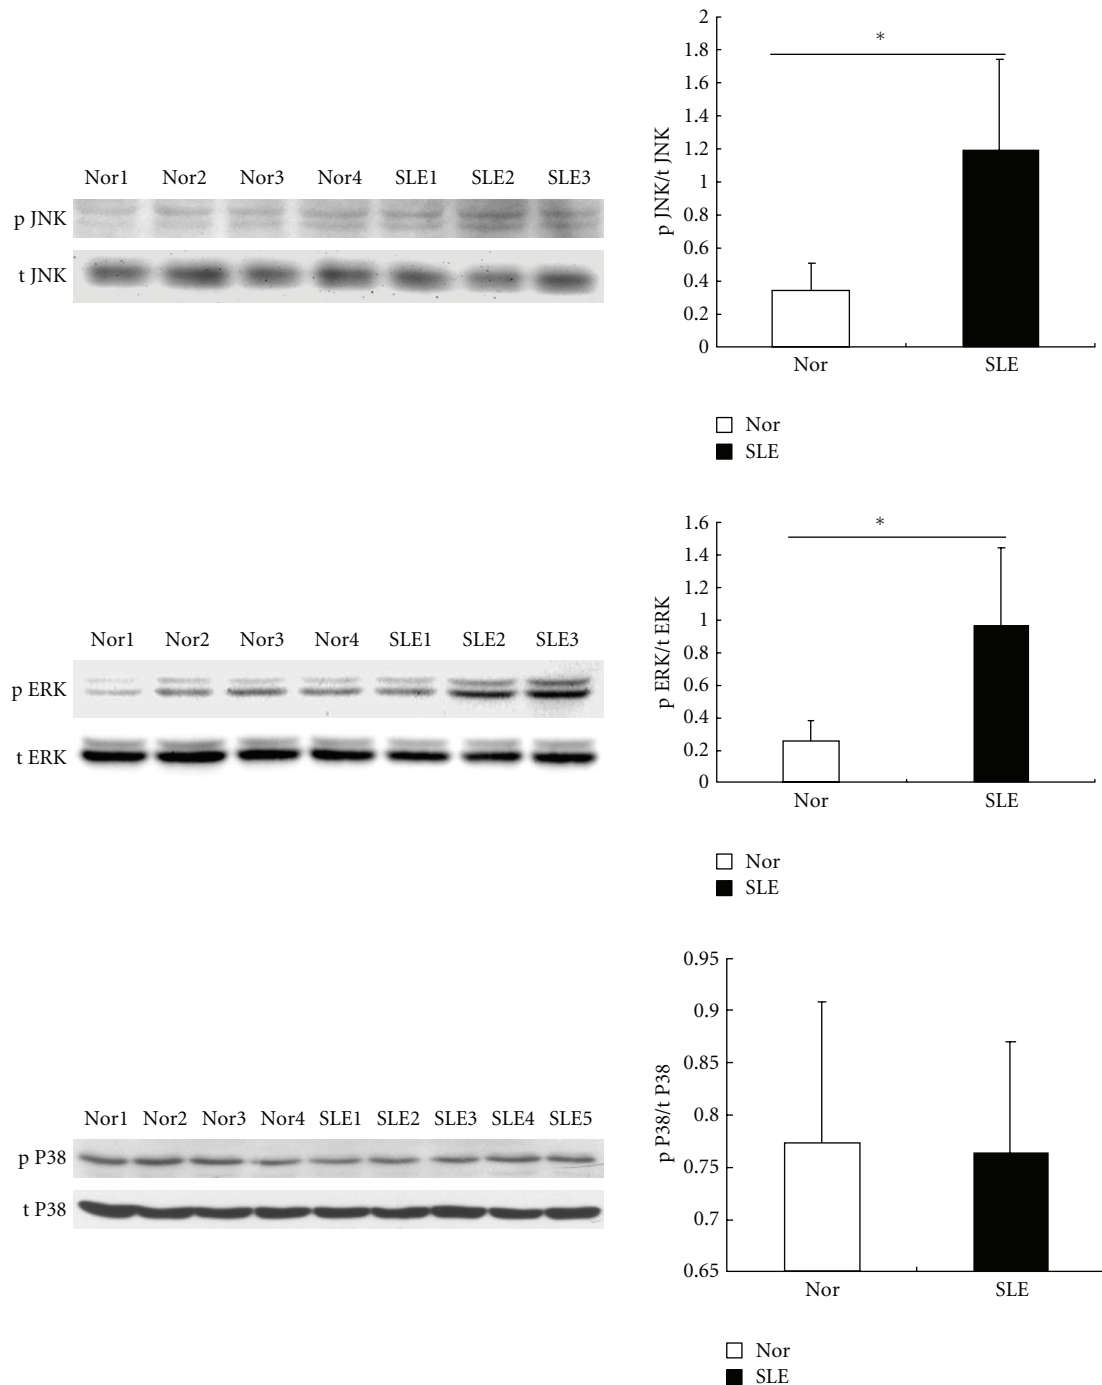 Nor1 Nor2 Nor3 Nor4 SLE1 SLE2 SLE3
p JNK
t JNK
2
1.8
1.6
1.4
1.2
1
0.8
0.6
0.4
0.2
0
p JNK/t JNK
*
Nor SLE
Nor
SLE
Nor1 Nor2 Nor3 Nor4 SLE1 SLE2 SLE3
p ERK
t ERK
1.6
1.4
1.2
1
0.8
0.6
0.4
0.2
0
p ERK/t ERK
*
Nor SLE
Nor
SLE
Nor1 Nor2 Nor3 Nor4 SLE1 SLE2 SLE3 SLE4 SLE5
p P38
t P38
0.95
0.9
0.85
0.8
0.75
0.7
0.65
p P38/t P38
Nor SLE
Nor
SLE